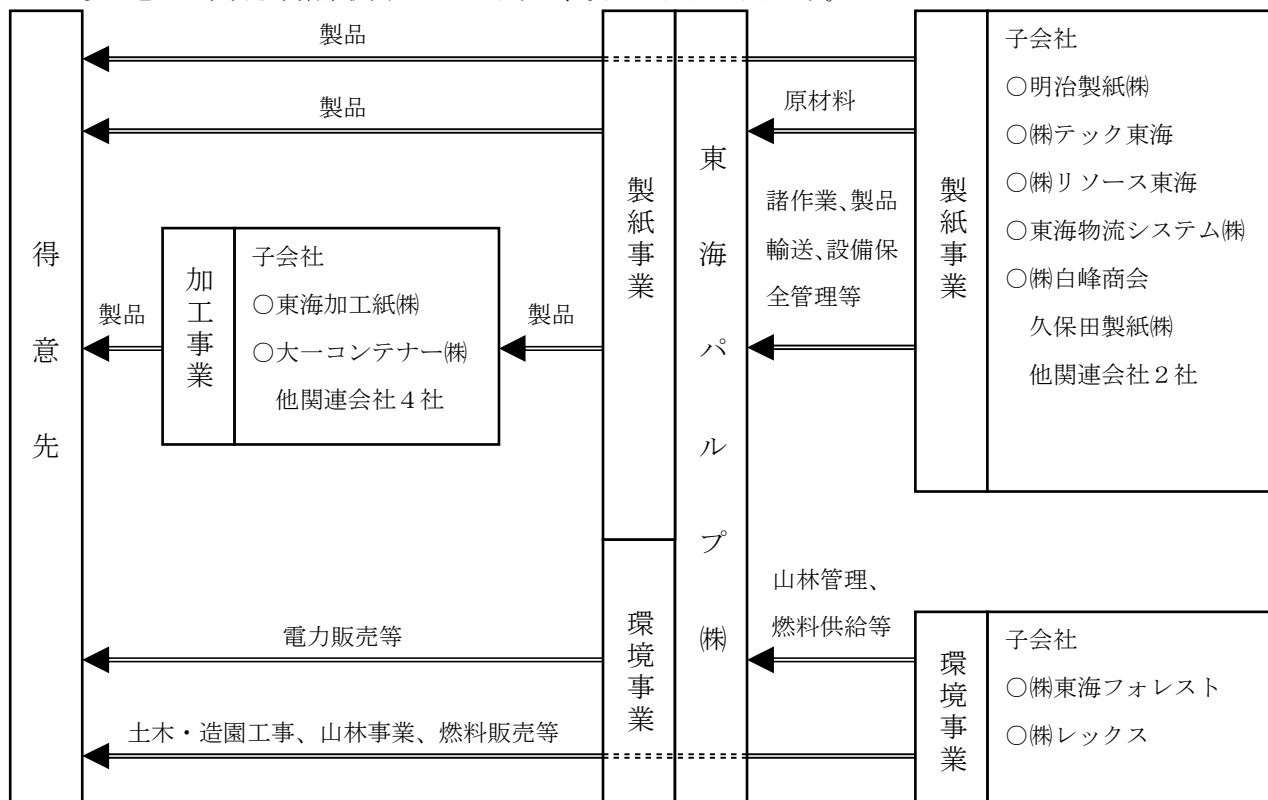 製品
製品
得意先
製品
加工事業
子会社
○東海加工紙㈱
○大一コンテナー㈱
他関連会社４社
製品
電力販売等
土木・造園工事、山林事業、燃料販売等
製紙事業
環境事業
東海パルプ㈱
原材料
諸作業、製品
輸送、設備保
全管理等
山林管理、
燃料供給等
製紙事業
子会社
○明治製紙㈱
○㈱テック東海
○㈱リソース東海
○東海物流システム㈱
○㈱白峰商会
久保田製紙㈱
他関連会社２社
環境事業
子会社
○㈱東海フォレスト
○㈱レックス